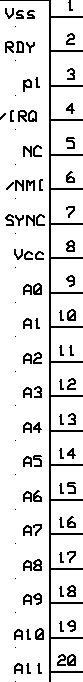 Vss 1
RDY 2
p1 3
/IRQ 4
NC 5
/NMI 6
SYNC 7
Vcc 8
A0 9
A1 10
A2 11
A3 12
A4 13
A5 14
A6 15
A7 16
A8 17
A9 18
A10 19
A11 20